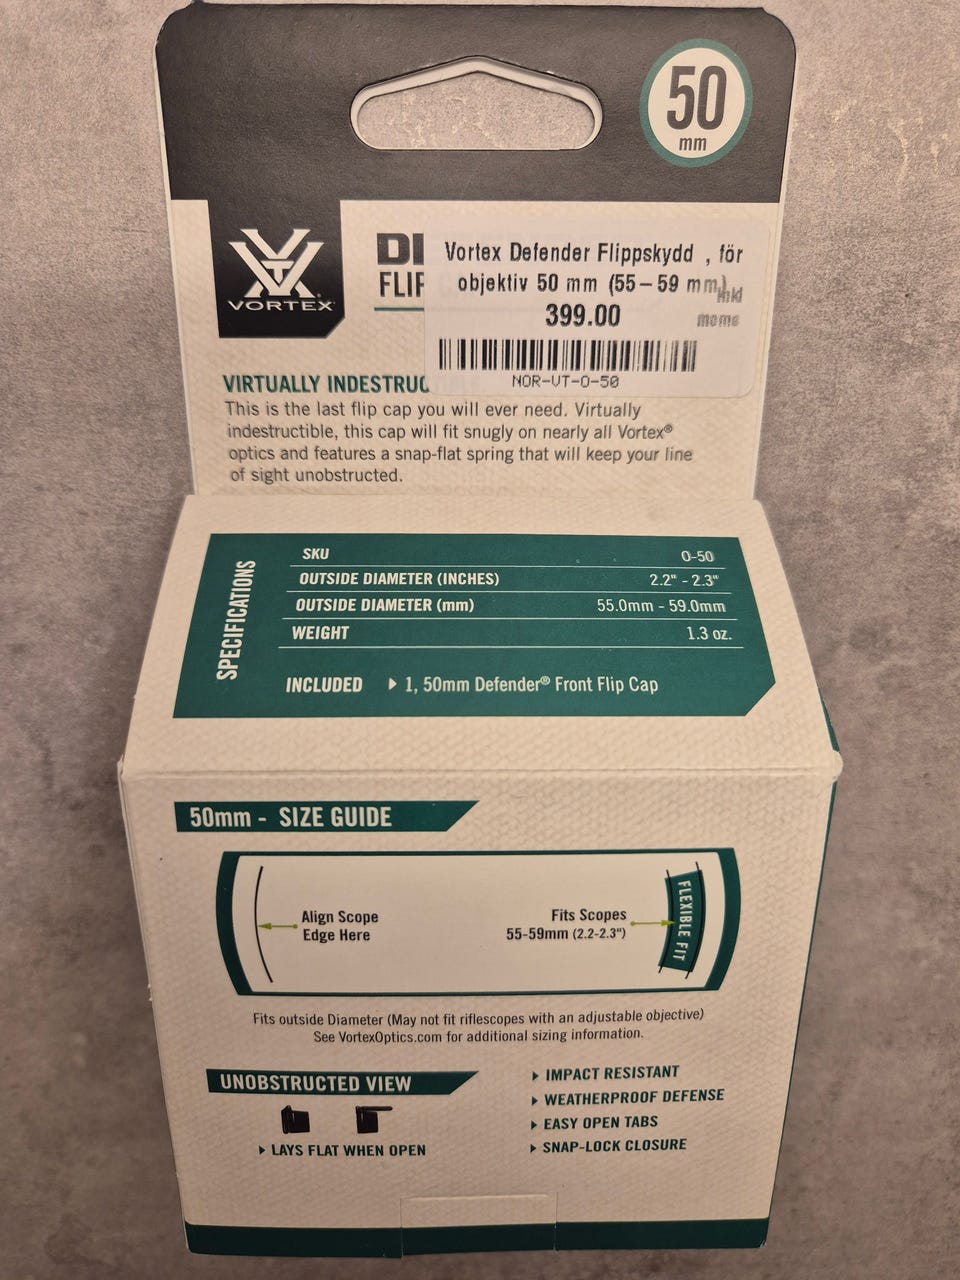 50
mm
VORTEX®
Vortex Defender Flippskydd , för
objektiv 50 mm (55–59 mm)
inkl
399.00 moms
NOR-VT-O-50
VIRTUALLY
This is the last flip cap you will ever need. Virtually
indestructible, this cap will fit snugly on nearly all Vortex®
optics and features a snap-flat spring that will keep your line
of sight unobstructed.
SPECIFICATIONS
SKU O-50
OUTSIDE DIAMETER (INCHES) 2.2" - 2.3"
OUTSIDE DIAMETER (mm) 55.0mm - 59.0mm
WEIGHT 1.3 oz.
INCLUDED 1, 50mm Defender® Front Flip Cap
50mm - SIZE GUIDE
Align Scope
Edge Here
Fits Scopes
55-59mm (2.2-2.3")
FLEXIBLE FIT
Fits outside Diameter (May not fit riflescopes with an adjustable objective)
See VortexOptics.com for additional sizing information.
UNOBSTRUCTED VIEW
LAYS FLAT WHEN OPEN
IMPACT RESISTANT
WEATHERPROOF DEFENSE
EASY OPEN TABS
SNAP-LOCK CLOSURE